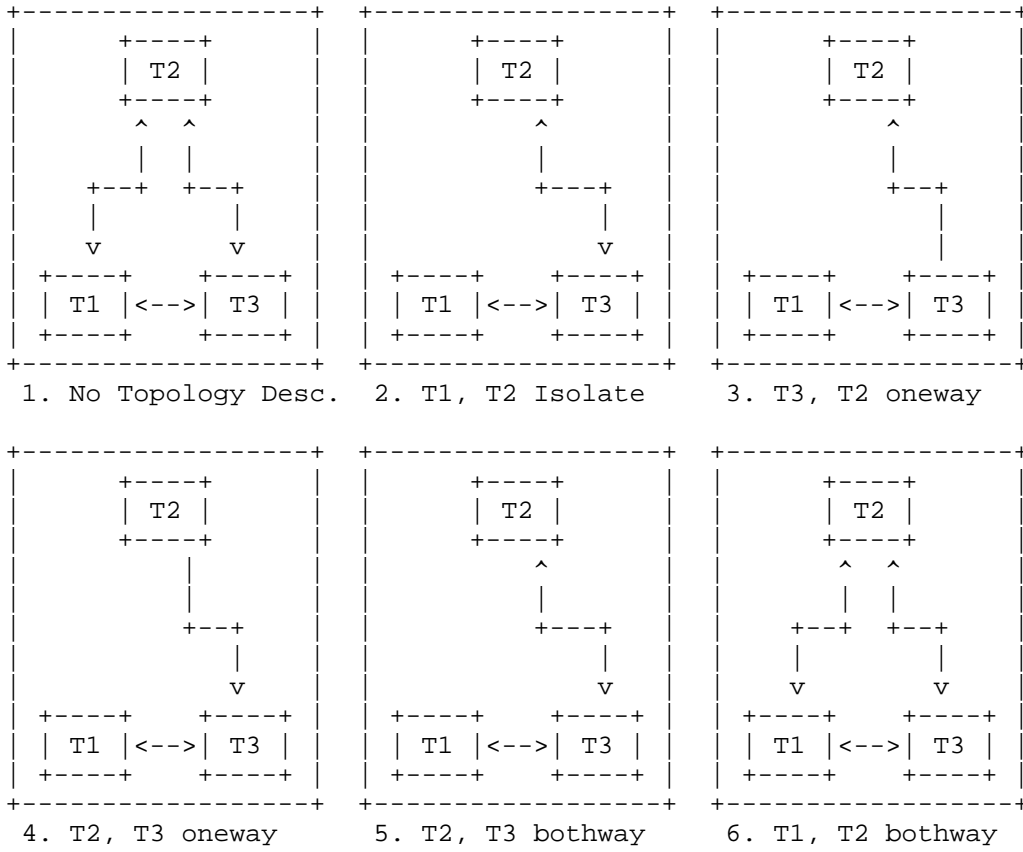 T2 T2 T2
T1 <--> T3 T1 <--> T3 T1 <--> T3
1. No Topology Desc. 2. T1, T2 Isolate 3. T3, T2 oneway
T2 T2 T2
T1 <--> T3 T1 <--> T3 T1 <--> T3
4. T2, T3 oneway 5. T2, T3 bothway 6. T1, T2 bothway